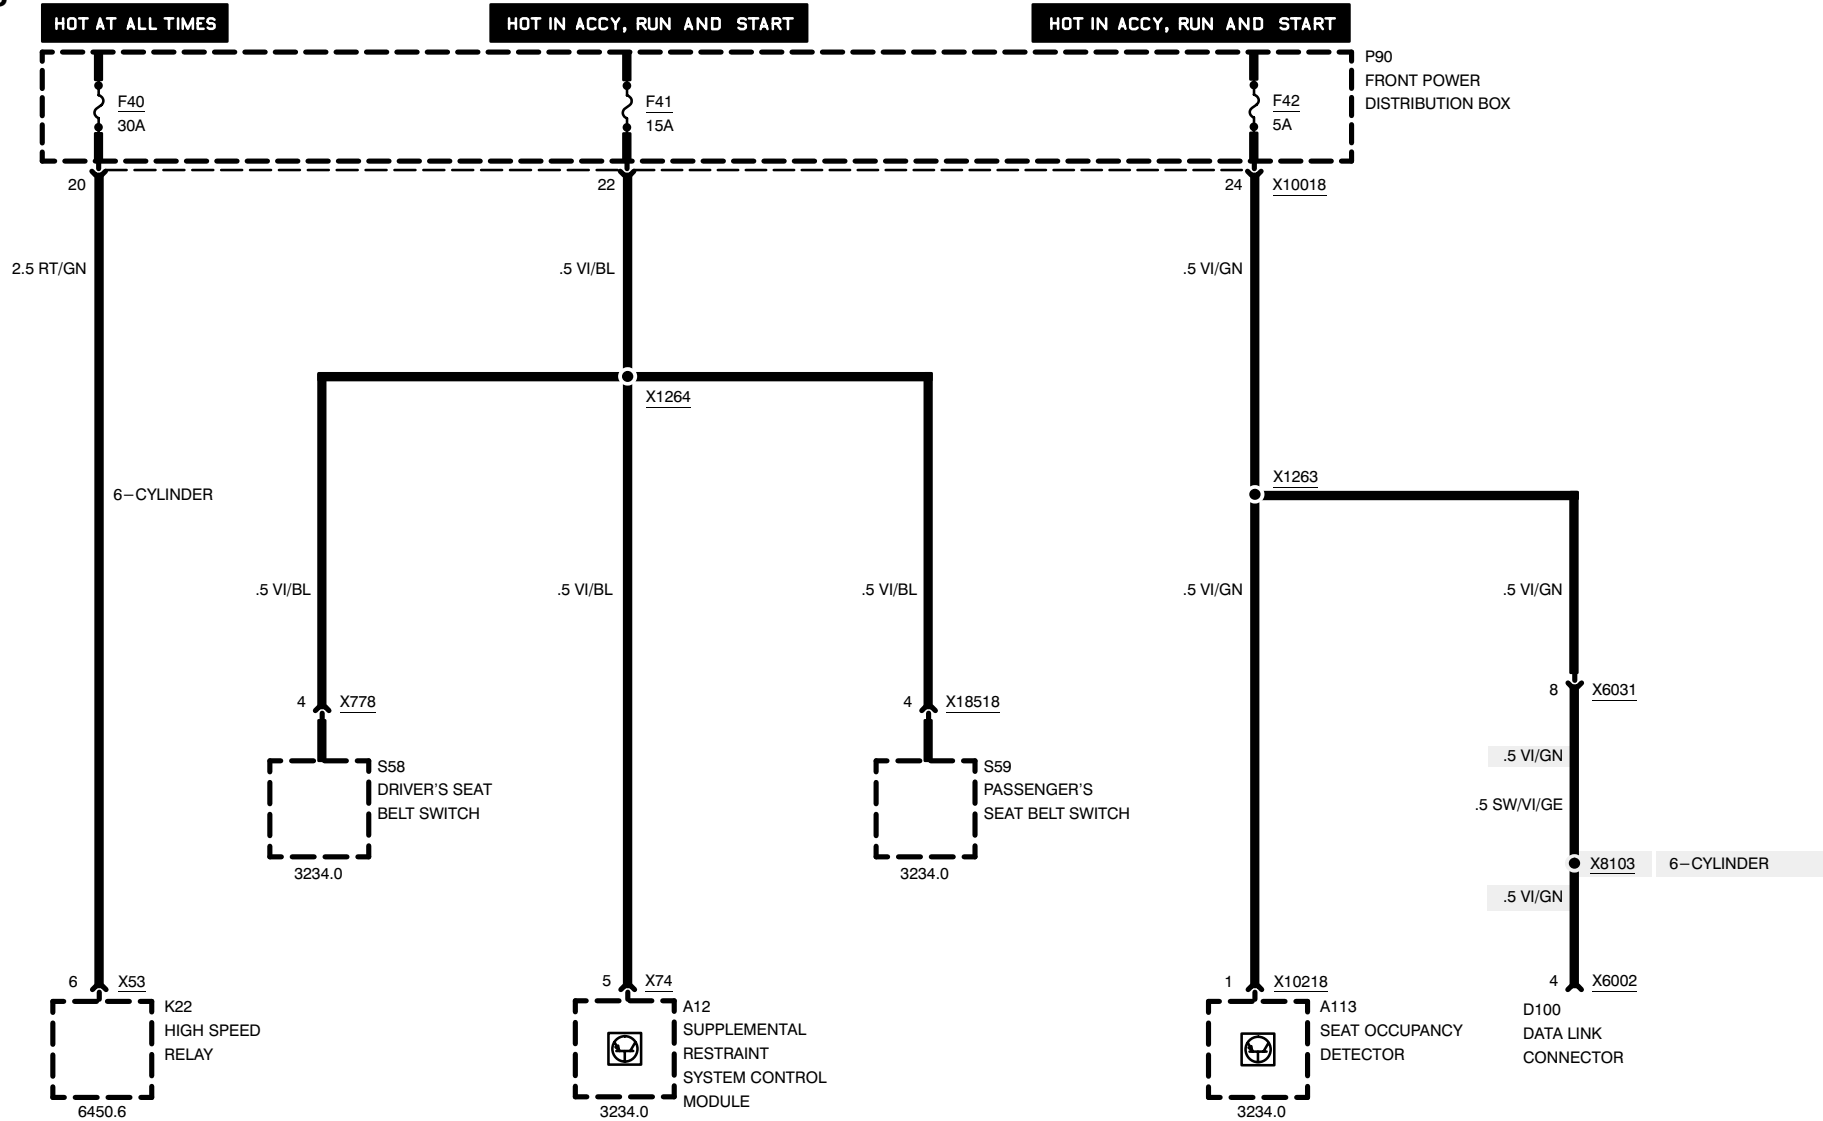 HOT AT ALL TIMES
HOT IN ACCY, RUN AND START
HOT IN ACCY, RUN AND START
P90
FRONT POWER
DISTRIBUTION BOX
F40
30A
F41
15A
F42
5A
20
22
24
X10018
2.5 RT/GN
.5 VI/BL
.5 VI/GN
X1264
X1263
6–CYLINDER
.5 VI/BL
.5 VI/BL
.5 VI/BL
.5 VI/GN
.5 VI/GN
4
X778
4
X18518
8
X6031
.5 VI/GN
.5 SW/VI/GE
S58
DRIVER'S SEAT
BELT SWITCH
3234.0
S59
PASSENGER'S
SEAT BELT SWITCH
3234.0
X8103
6–CYLINDER
.5 VI/GN
6
X53
5
X74
1
X10218
4
X6002
K22
HIGH SPEED
RELAY
6450.6
A12
SUPPLEMENTAL
RESTRAINT
SYSTEM CONTROL
MODULE
3234.0
A113
SEAT OCCUPANCY
DETECTOR
3234.0
D100
DATA LINK
CONNECTOR